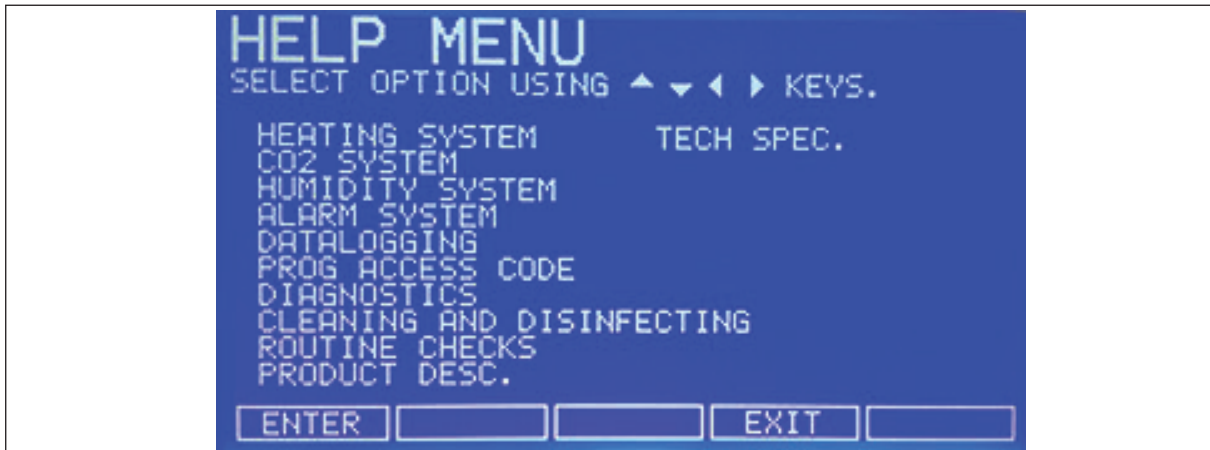 HELP MENU
SELECT OPTION USING ▲ ▼ ◀ ▶ KEYS.
HEATING SYSTEM TECH SPEC.
CO2 SYSTEM
HUMIDITY SYSTEM
ALARM SYSTEM
DATALOGGING
PROG ACCESS CODE
DIAGNOSTICS
CLEANING AND DISINFECTING
ROUTINE CHECKS
PRODUCT DESC.
ENTER EXIT